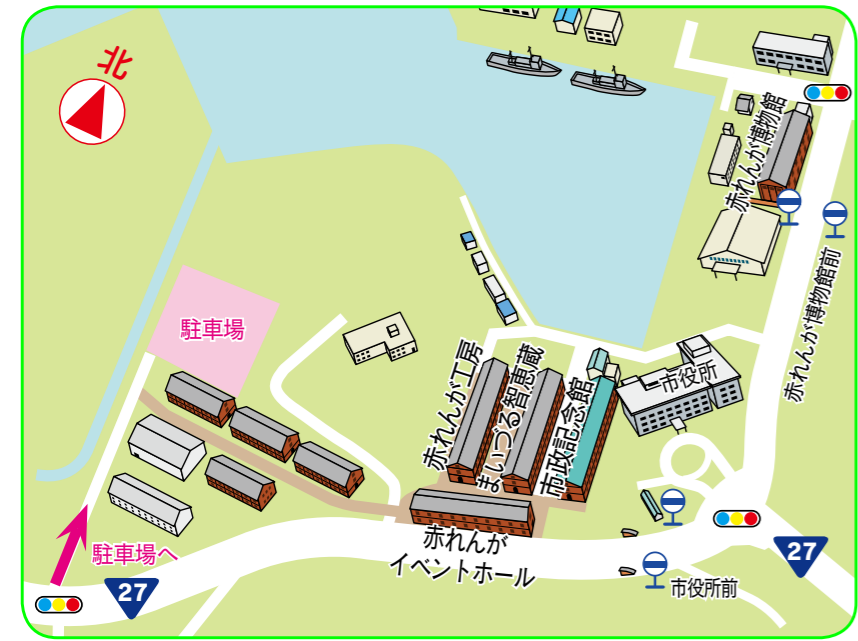 北
赤れんが博物館
赤れんが博物館前
駐車場
赤れんが工房
まいづる智恵蔵
市政記念館
市役所
赤れんが
イベントホール
駐車場へ
27
27
市役所前